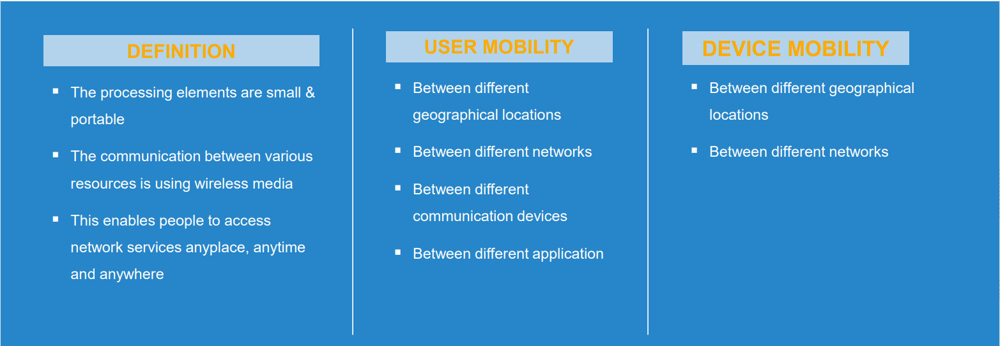 DEFINITION
▪ The processing elements are small &
portable
▪ The communication between various
resources is using wireless media
▪ This enables people to access
network services anyplace, anytime
and anywhere
USER MOBILITY
▪ Between different
geographical locations
▪ Between different networks
▪ Between different
communication devices
▪ Between different application
DEVICE MOBILITY
▪ Between different geographical
locations
▪ Between different networks